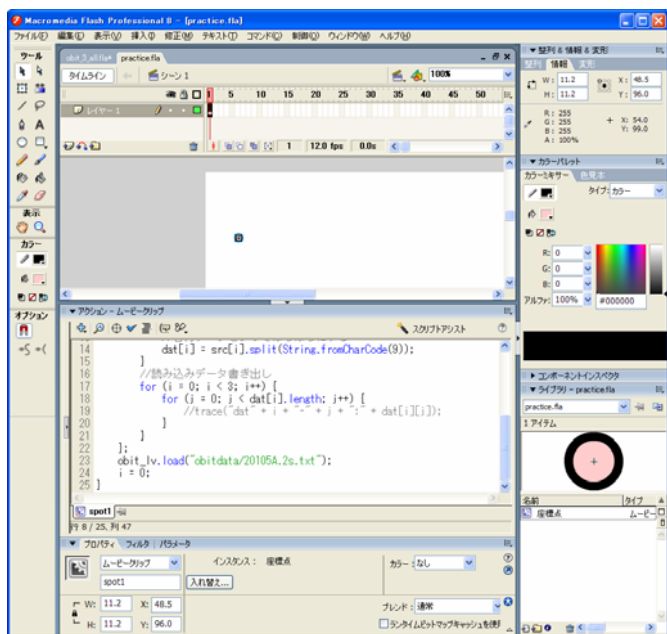 Macromedia Flash Professional 8 - [practice.fla]
ファイル(F) 編集(E) 表示(V) 挿入(I) 修正(M) テキスト(T) コマンド(C) 制御(O) ウィンドウ(W) ヘルプ(H)
ツール
obit_3_all.fla* practice.fla
タイムライン シーン 1 100%
1 5 10 15 20 25 30 35 40 45 50
レイヤー 1
1 12.0 fps 0.0s
表示
カラー
オプション
▼ アクション - ムービークリップ
スクリプトアシスト
14 dat[i] = src[i].split(String.fromCharCode(9));
15 }
16 //読み込みデータ書き出し
17 for (i = 0; i < 3; i++) {
18 for (j = 0; j < dat[i].length; j++) {
19 //trace("dat" + i + "-" + j + ":" + dat[i][j]);
20 }
21 }
22 };
23 obit_lv.load("obitdata/20105A.2s.txt");
24 i = 0;
25 }
spot1
行 8 / 25, 列 47
▼ プロパティ フィルタ パラメータ
ムービークリップ インスタンス: 座標点 カラー: なし
spot1 入れ替え...
W: 11.2 X: 48.5 ブレンド: 通常
H: 11.2 Y: 96.0 ランタイムビットマップキャッシュを使用
▼ 整列 & 情報 & 変形
整列 情報 変形
W: 11.2 X: 48.5
H: 11.2 Y: 96.0
R: 255
G: 255 X: 54.0
B: 255 Y: 99.0
A: 100%
▼ カラーパレット
カラーミキサー 色見本
タイプ: カラー
R: 0
G: 0
B: 0
アルファ: 100% #000000
▶ コンポーネントインスペクタ
▼ ライブラリ - practice.fla
practice.fla
1 アイテム
名前 タイプ
座標点 ムービー